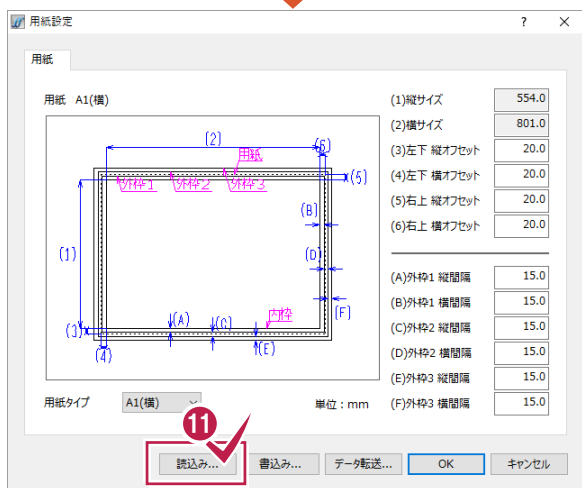 用紙設定 ? ×
用紙
用紙 A1(横)
(1)縦サイズ 554.0
(2)横サイズ 801.0
(3)左下 縦オフセット 20.0
(4)左下 横オフセット 20.0
(5)右上 縦オフセット 20.0
(6)右上 横オフセット 20.0
(A)外枠1 縦間隔 15.0
(B)外枠1 横間隔 15.0
(C)外枠2 縦間隔 15.0
(D)外枠2 横間隔 15.0
(E)外枠3 縦間隔 15.0
(F)外枠3 横間隔 15.0
(2) (6)
用紙
外枠1 外枠2 外枠3 (5)
(B)
(1) (D)
(A) (C) 内枠 (F)
(3)
(4) (E)
用紙タイプ A1(横) 単位:mm
11
読込み... 書込み... データ転送... OK キャンセル